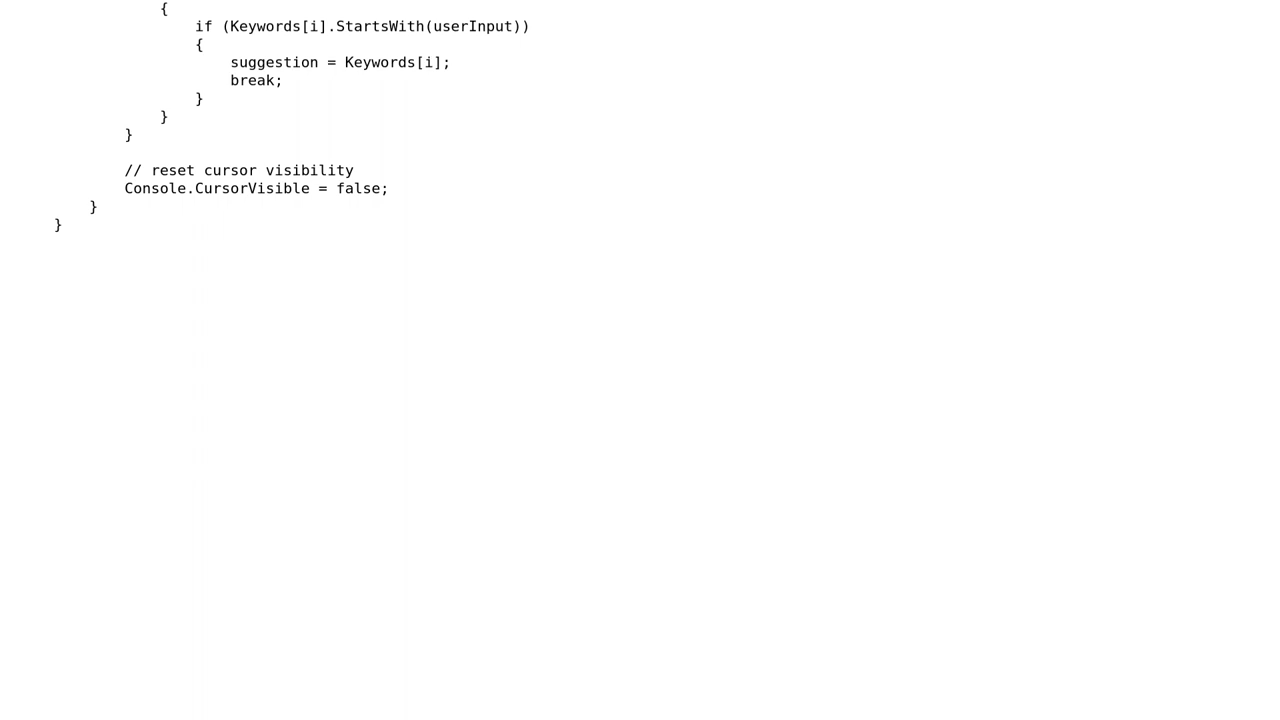 {
                if (Keywords[i].StartsWith(userInput))
                {
                    suggestion = Keywords[i];
                    break;
                }
            }
        }

        // reset cursor visibility
        Console.CursorVisible = false;
    }
}